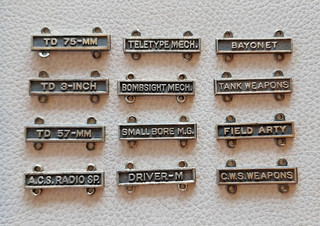 TD 75-MM
TELETYPE MECH.
BAYONET
TD 3-INCH
BOMBSIGHT MECH.
TANK WEAPONS
TD 57-MM
SMALL BORE M.G.
FIELD ARTY
A.C.S. RADIO SP.
DRIVER-M
C.W.S. WEAPONS